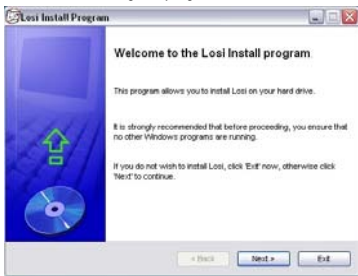 Losi Install Program
Welcome to the Losi Install program
This program allows you to install Losi on your hard drive.
It is strongly recommended that before proceeding, you ensure that
no other Windows programs are running.
If you do not wish to install Losi, click 'Exit' now, otherwise click
'Next' to continue.
< Back
Next >
Exit